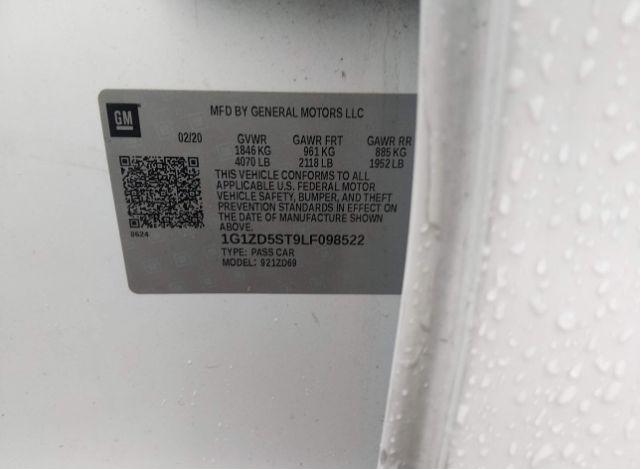 GM
MFD BY GENERAL MOTORS LLC
02/20 GVWR GAWR FRT GAWR RR
1846 KG 961 KG 885 KG
4070 LB 2118 LB 1952 LB
THIS VEHICLE CONFORMS TO ALL
APPLICABLE U.S. FEDERAL MOTOR
VEHICLE SAFETY, BUMPER, AND THEFT
PREVENTION STANDARDS IN EFFECT ON
THE DATE OF MANUFACTURE SHOWN
ABOVE.
0624
1G1ZD5ST9LF098522
TYPE: PASS CAR
MODEL: 921ZD69